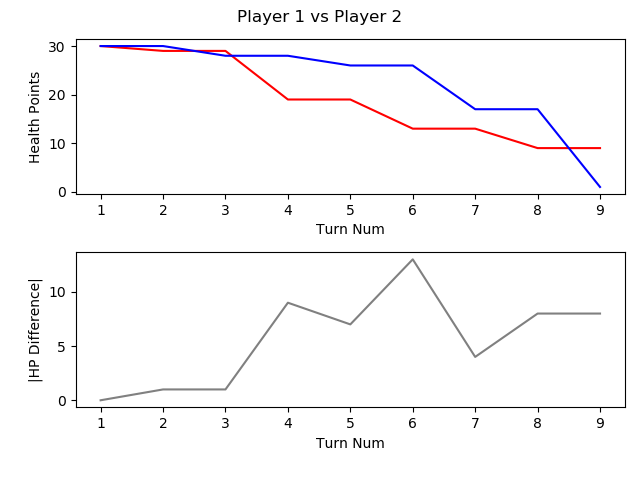 Player 1 vs Player 2
30
20
10
0
Health Points
1 2 3 4 5 6 7 8 9
Turn Num
10
5
0
|HP Difference|
1 2 3 4 5 6 7 8 9
Turn Num